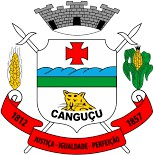 CANGUÇU
1812
1857
JUSTIÇA - IGUALDADE - PERFEIÇÃO